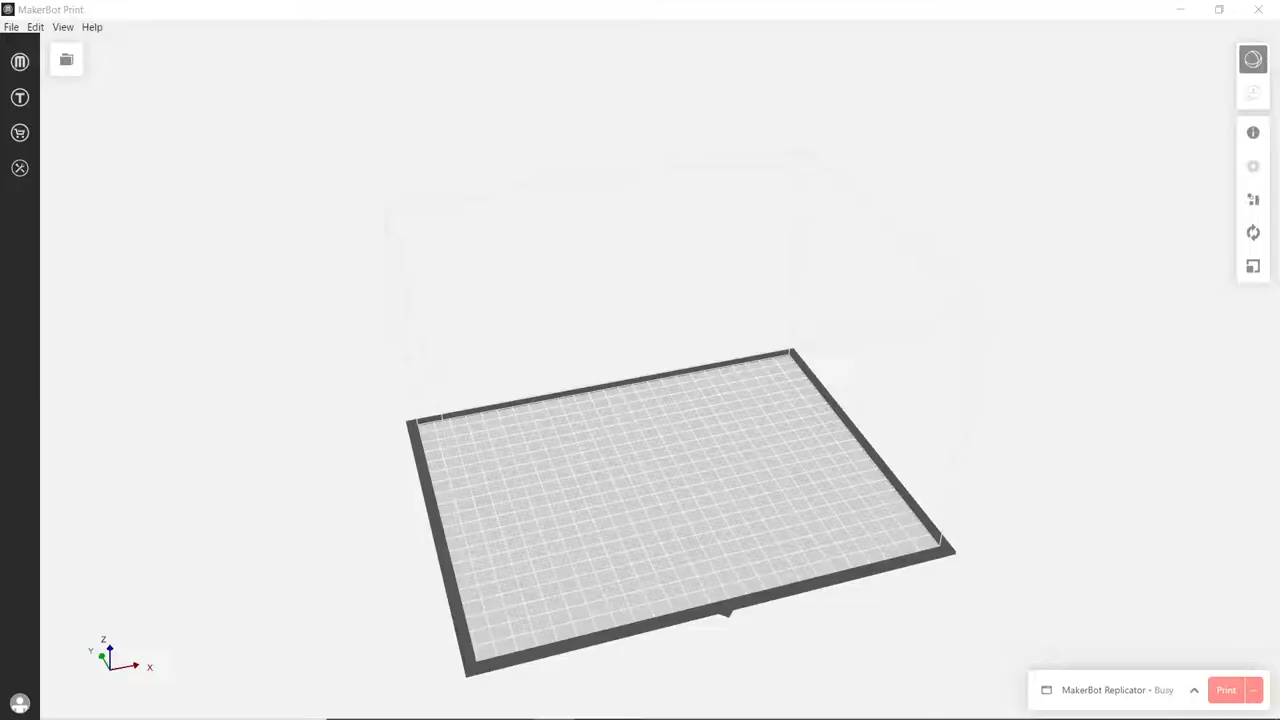 MakerBot Print
File Edit View Help
Z
Y
X
MakerBot Replicator • Busy
Print